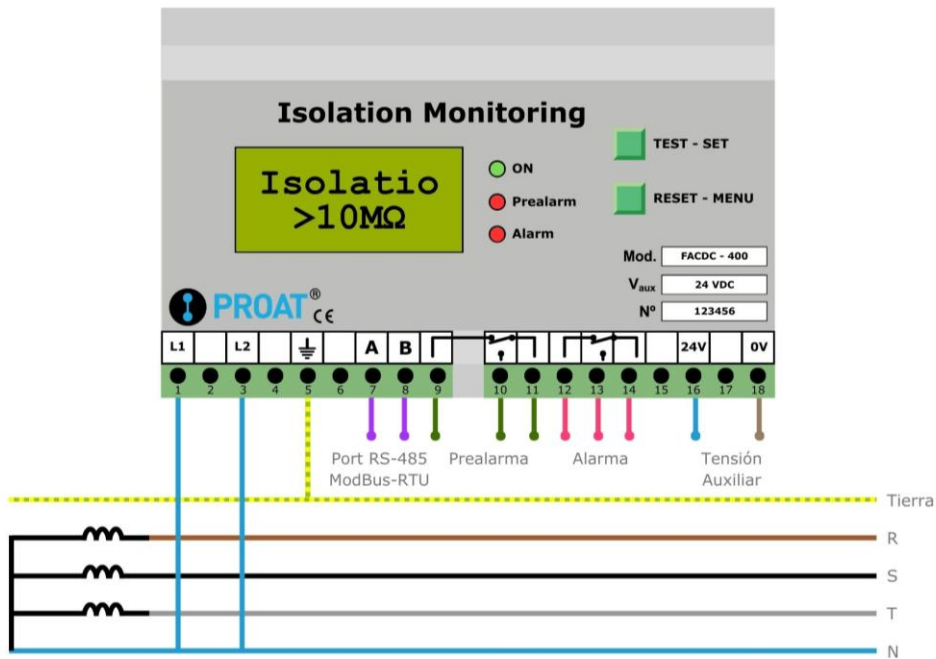 Isolation Monitoring
Isolatio
>10MΩ
ON
Prealarm
Alarm
TEST - SET
RESET - MENU
Mod. FACDC - 400
Vaux 24 VDC
Nº 123456
PROAT® CE
L1 L2 A B 24V 0V
1 2 3 4 5 6 7 8 9 10 11 12 13 14 15 16 17 18
Port RS-485
ModBus-RTU
Prealarma
Alarma
Tensión
Auxiliar
Tierra
R
S
T
N